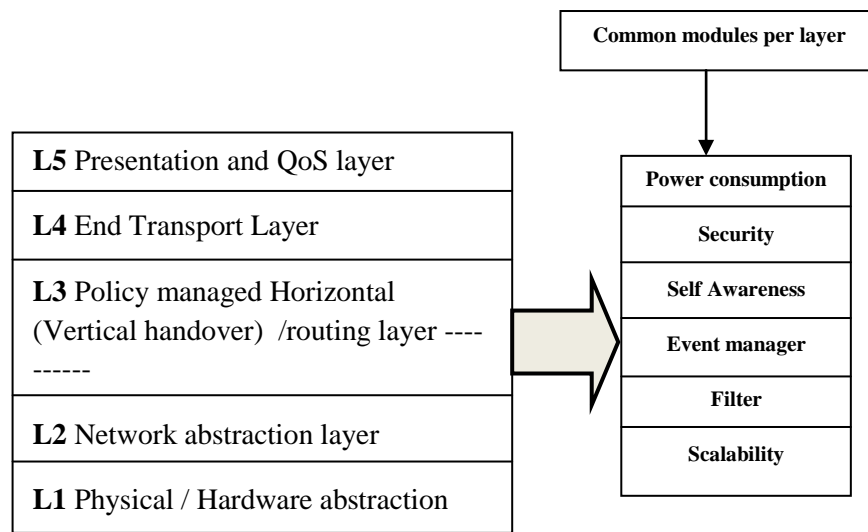 Common modules per layer
L5 Presentation and QoS layer
L4 End Transport Layer
L3 Policy managed Horizontal
(Vertical handover) /routing layer ----
----------
L2 Network abstraction layer
L1 Physical / Hardware abstraction
Power consumption
Security
Self Awareness
Event manager
Filter
Scalability